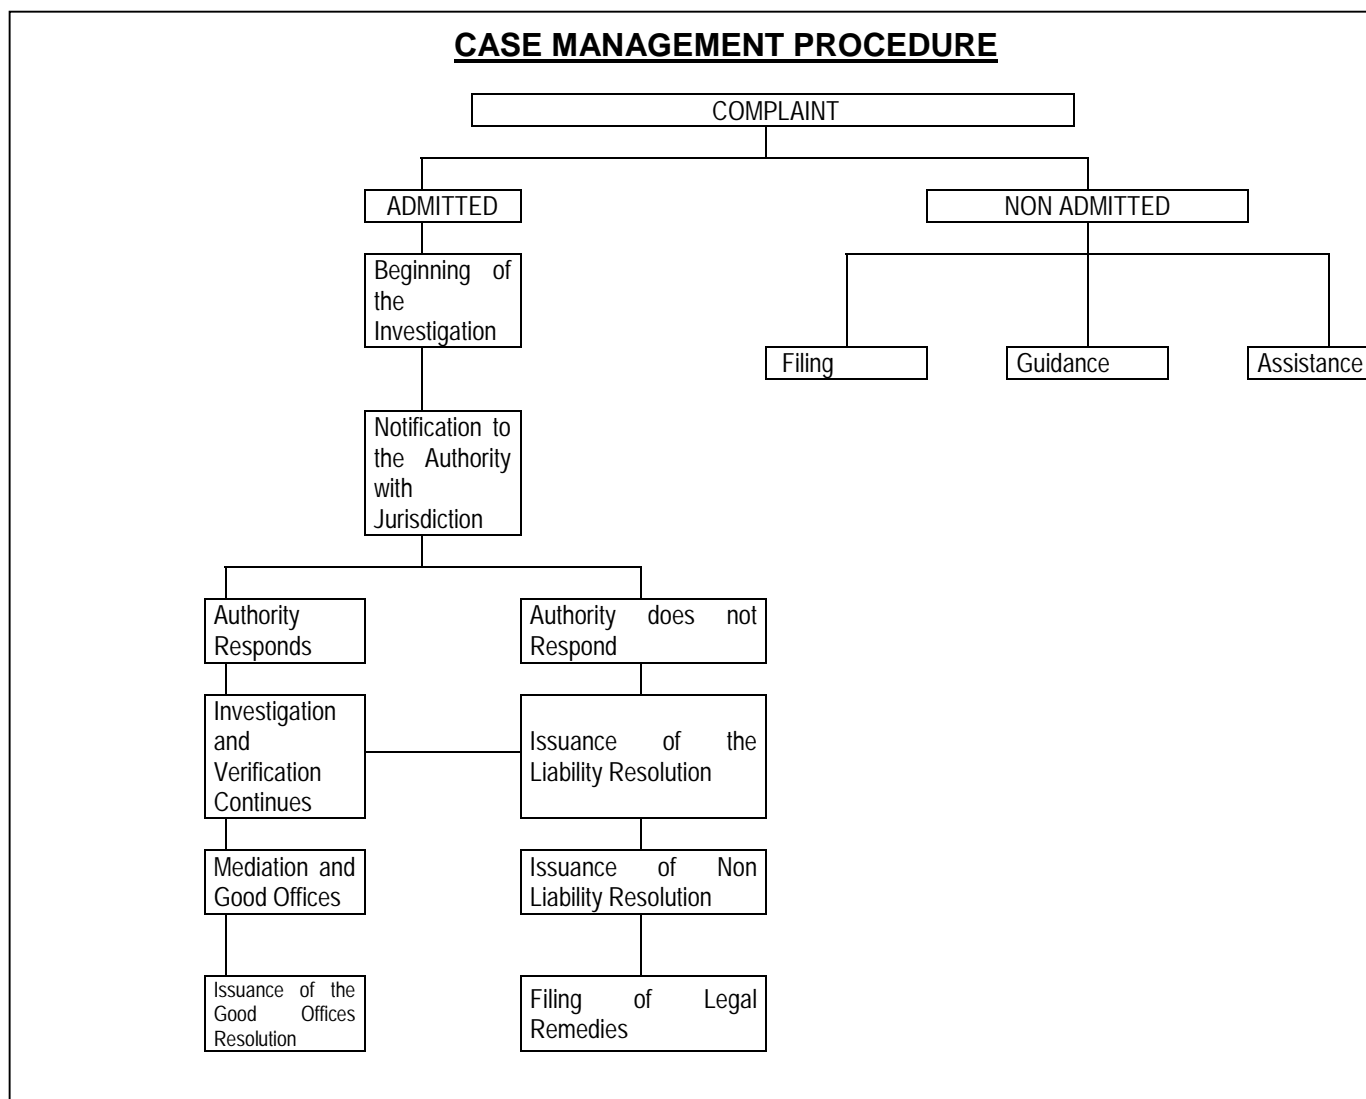 CASE MANAGEMENT PROCEDURE
COMPLAINT
ADMITTED
NON ADMITTED
Beginning of
the
Investigation
Filing
Guidance
Assistance
Notification to
the Authority
with
Jurisdiction
Authority
Responds
Authority does not
Respond
Investigation
and
Verification
Continues
Issuance of the
Liability Resolution
Mediation and
Good Offices
Issuance of Non
Liability Resolution
Issuance of the
Good Offices
Resolution
Filing of Legal
Remedies